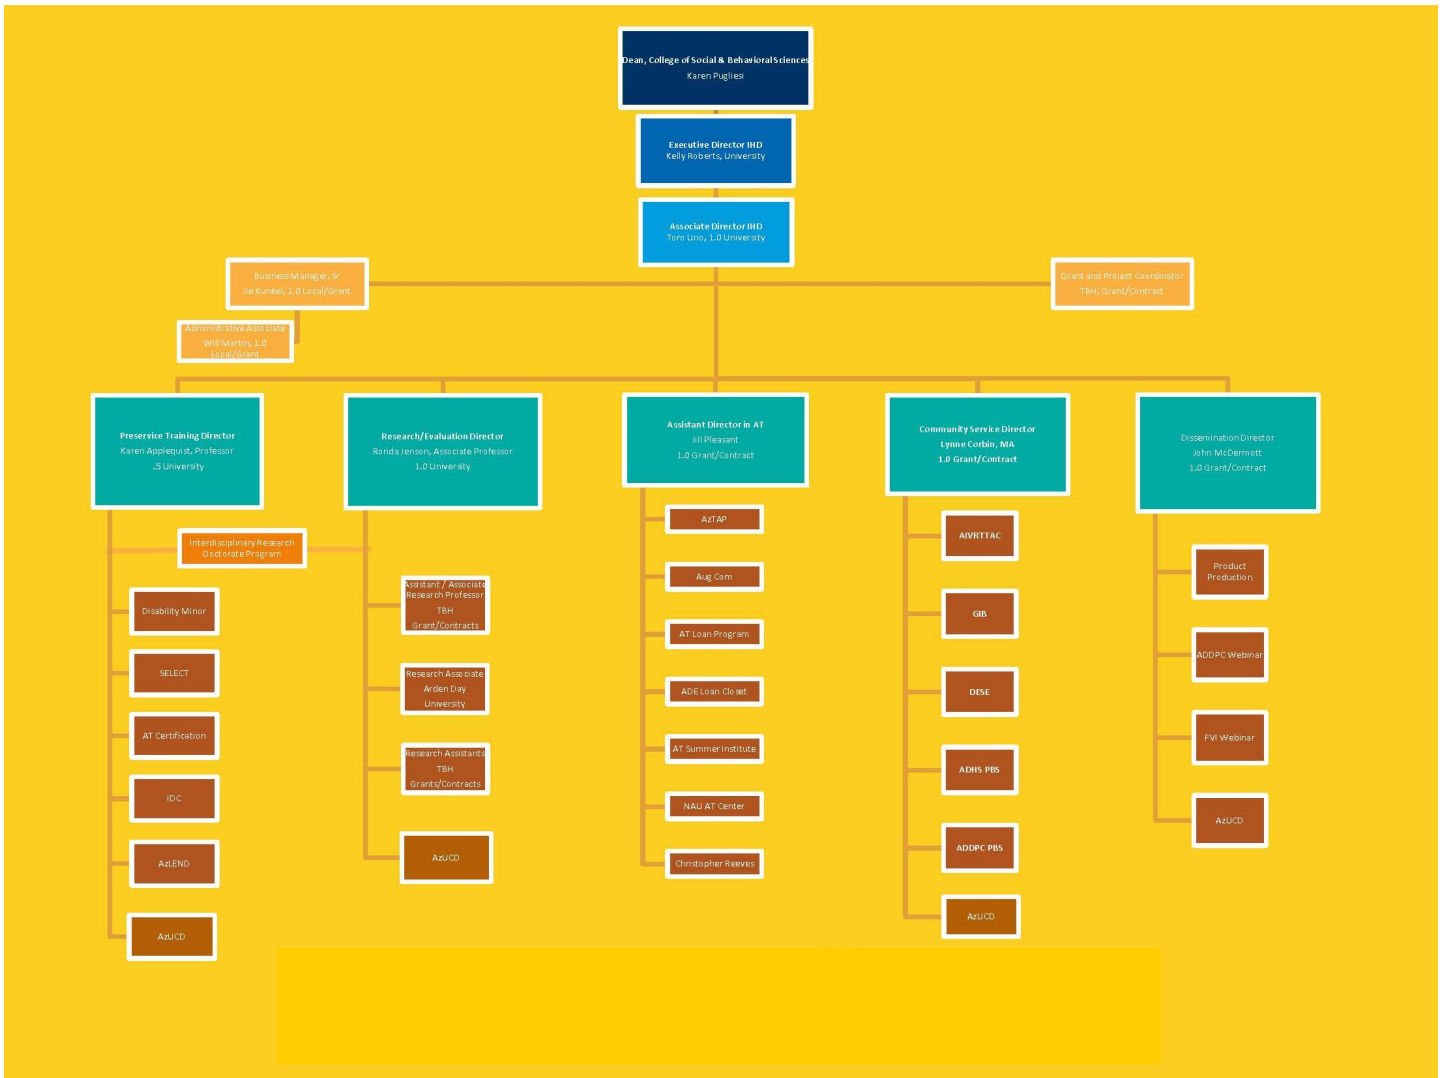 Dean, College of Social & Behavioral Sciences
Karen Pugliesi
Executive Director IHD
Kelly Roberts, University
Associate Director IHD
Tom Uno, 1.0 University
Business Manager, Sr
Ile Kunkel, 1.0 Local/Grant
Grant and Project Coordinator
TBH, Grant/Contract
Administrative Associate
Will Martin, 1.0
Local/Grant
Preservice Training Director
Karen Applequist, Professor
.5 University
Research/Evaluation Director
Ronda Jenson, Associate Professor
1.0 University
Assistant Director in AT
Jill Pleasant
1.0 Grant/Contract
Community Service Director
Lynne Corbin, MA
1.0 Grant/Contract
Dissemination Director
John McDermott
1.0 Grant/Contract
Interdisciplinary Research
Doctorate Program
Disability Minor
SELECT
AT Certification
IDC
AzLEND
AzUCD
Assistant / Associate
Research Professor
TBH
Grant/Contracts
Research Associate
Arden Day
University
Research Assistants
TBH
Grants/Contracts
AzUCD
AzTAP
Aug Com
AT Loan Program
ADE Loan Closet
AT Summer Institute
NAU AT Center
Christopher Reeves
AIVRTTAC
GIB
DESE
ADHS PBS
ADDPC PBS
AzUCD
Product
Production
ADDPC Webinar
FVI Webinar
AzUCD